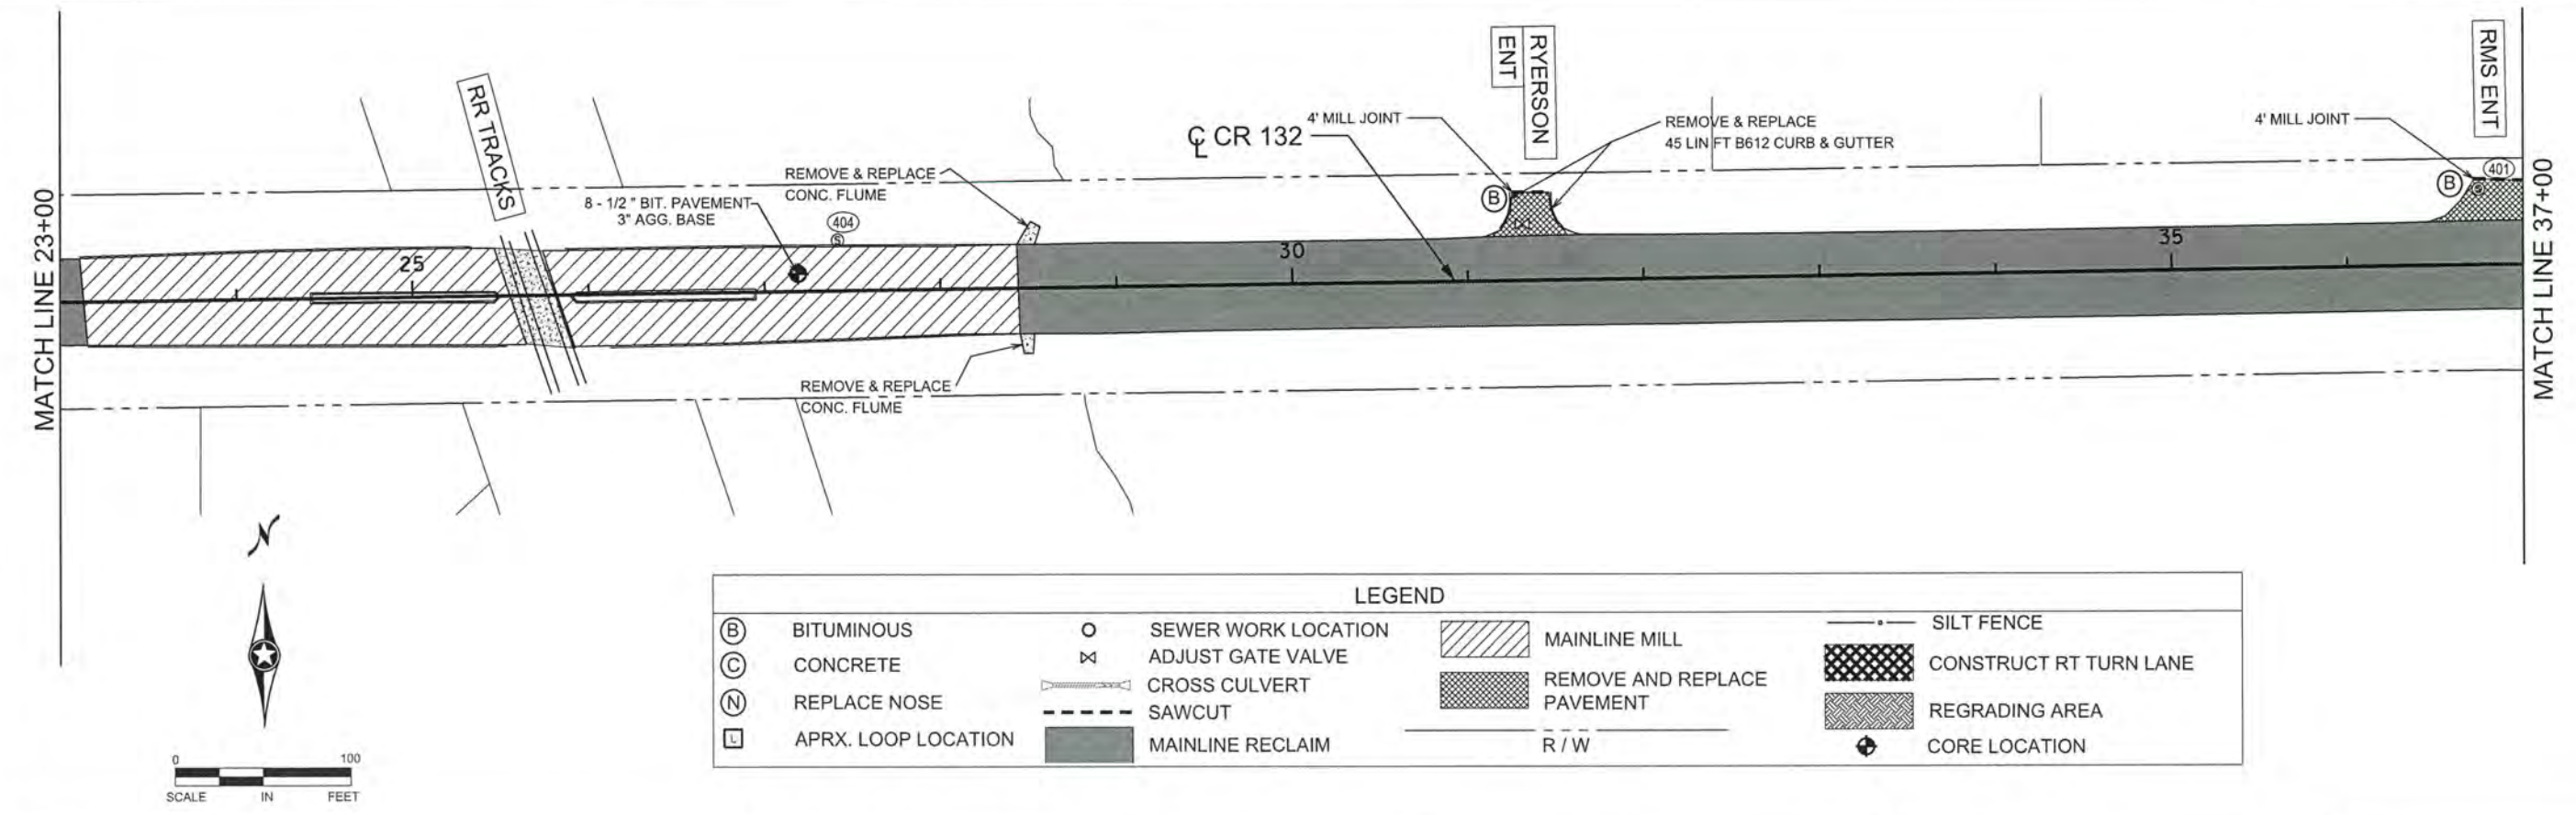 MATCH LINE 23+00
RR TRACKS
8 - 1/2 " BIT. PAVEMENT
3" AGG. BASE
404
S
REMOVE & REPLACE
CONC. FLUME
REMOVE & REPLACE
CONC. FLUME
25
30
35
℄ CR 132
4' MILL JOINT
RYERSON
ENT
B
REMOVE & REPLACE
45 LIN FT B612 CURB & GUTTER
4' MILL JOINT
RMS ENT
401
B
S
MATCH LINE 37+00
N
0 100
SCALE IN FEET
LEGEND
B BITUMINOUS
C CONCRETE
N REPLACE NOSE
L APRX. LOOP LOCATION
SEWER WORK LOCATION
ADJUST GATE VALVE
CROSS CULVERT
SAWCUT
MAINLINE RECLAIM
MAINLINE MILL
REMOVE AND REPLACE
PAVEMENT
R / W
SILT FENCE
CONSTRUCT RT TURN LANE
REGRADING AREA
CORE LOCATION